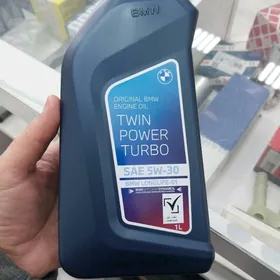 BMW
ORIGINAL BMW
ENGINE OIL
TWIN
POWER
TURBO
SAE 5W-30
BMW LONGLIFE-01
1L